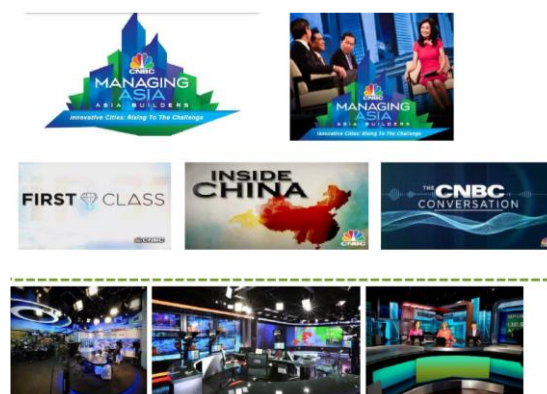 CNBC
MANAGING
ASIA
ASIA BUILDERS
Innovative Cities: Rising To The Challenge
CNBC
MANAGING
ASIA
ASIA BUILDERS
Innovative Cities: Rising To The Challenge
FIRST CLASS
CNBC
INSIDE
CHINA
CNBC
THE CNBC
CONVERSATION